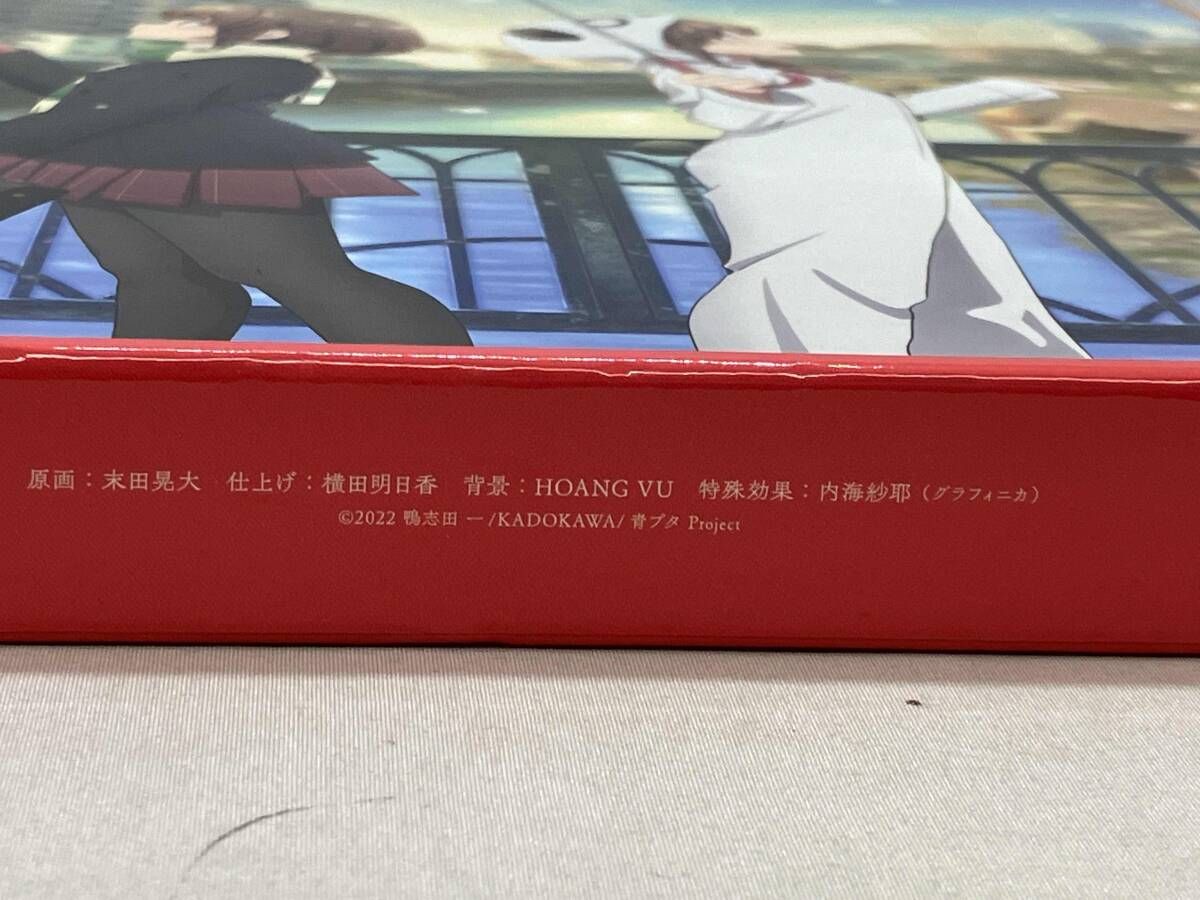 原画：末田晃大　仕上げ：横田明日香　背景：HOANG VU　特殊効果：内海紗耶（グラフィニカ）
©2022 鴨志田 一/KADOKAWA/青ブタ Project